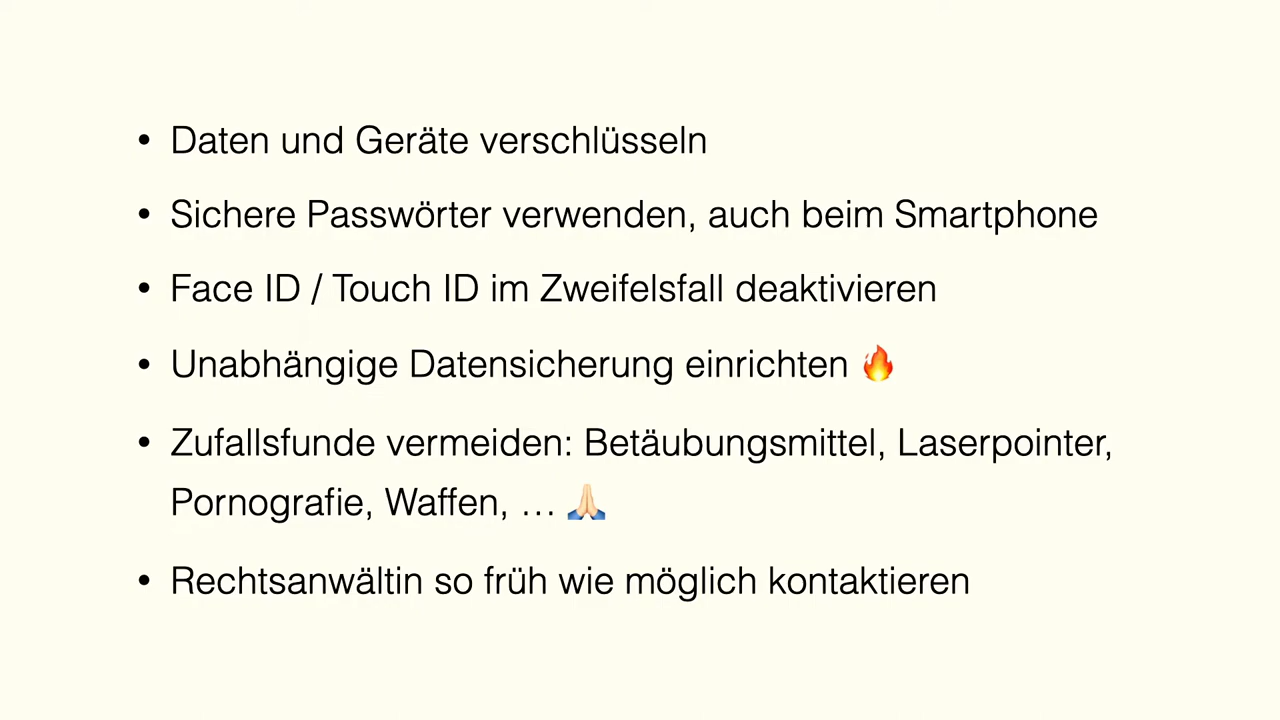 • Daten und Geräte verschlüsseln
• Sichere Passwörter verwenden, auch beim Smartphone
• Face ID / Touch ID im Zweifelsfall deaktivieren
• Unabhängige Datensicherung einrichten 🔥
• Zufallsfunde vermeiden: Betäubungsmittel, Laserpointer,
Pornografie, Waffen, … 🙏🏻
• Rechtsanwältin so früh wie möglich kontaktieren